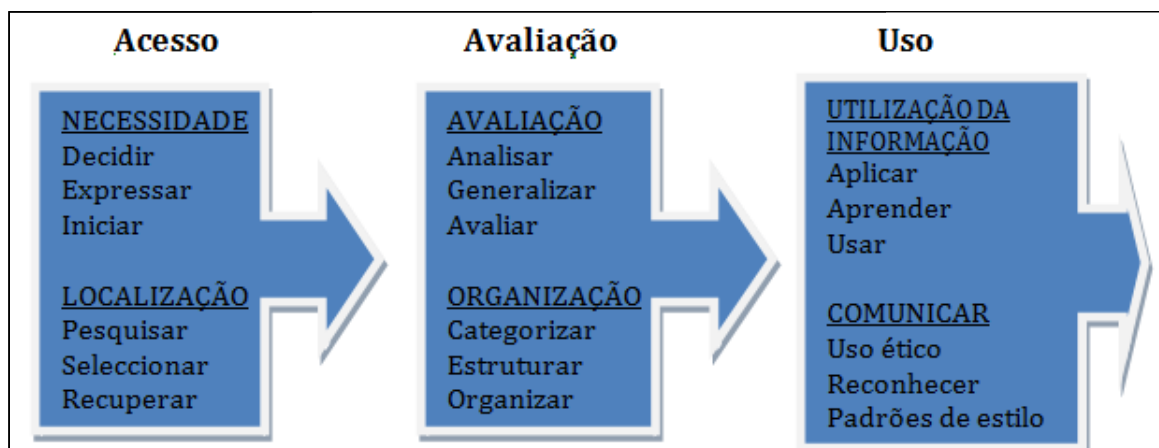 Acesso
NECESSIDADE
Decidir
Expressar
Iniciar
LOCALIZAÇÃO
Pesquisar
Seleccionar
Recuperar
Avaliação
AVALIAÇÃO
Analisar
Generalizar
Avaliar
ORGANIZAÇÃO
Categorizar
Estruturar
Organizar
Uso
UTILIZAÇÃO DA
INFORMAÇÃO
Aplicar
Aprender
Usar
COMUNICAR
Uso ético
Reconhecer
Padrões de estilo